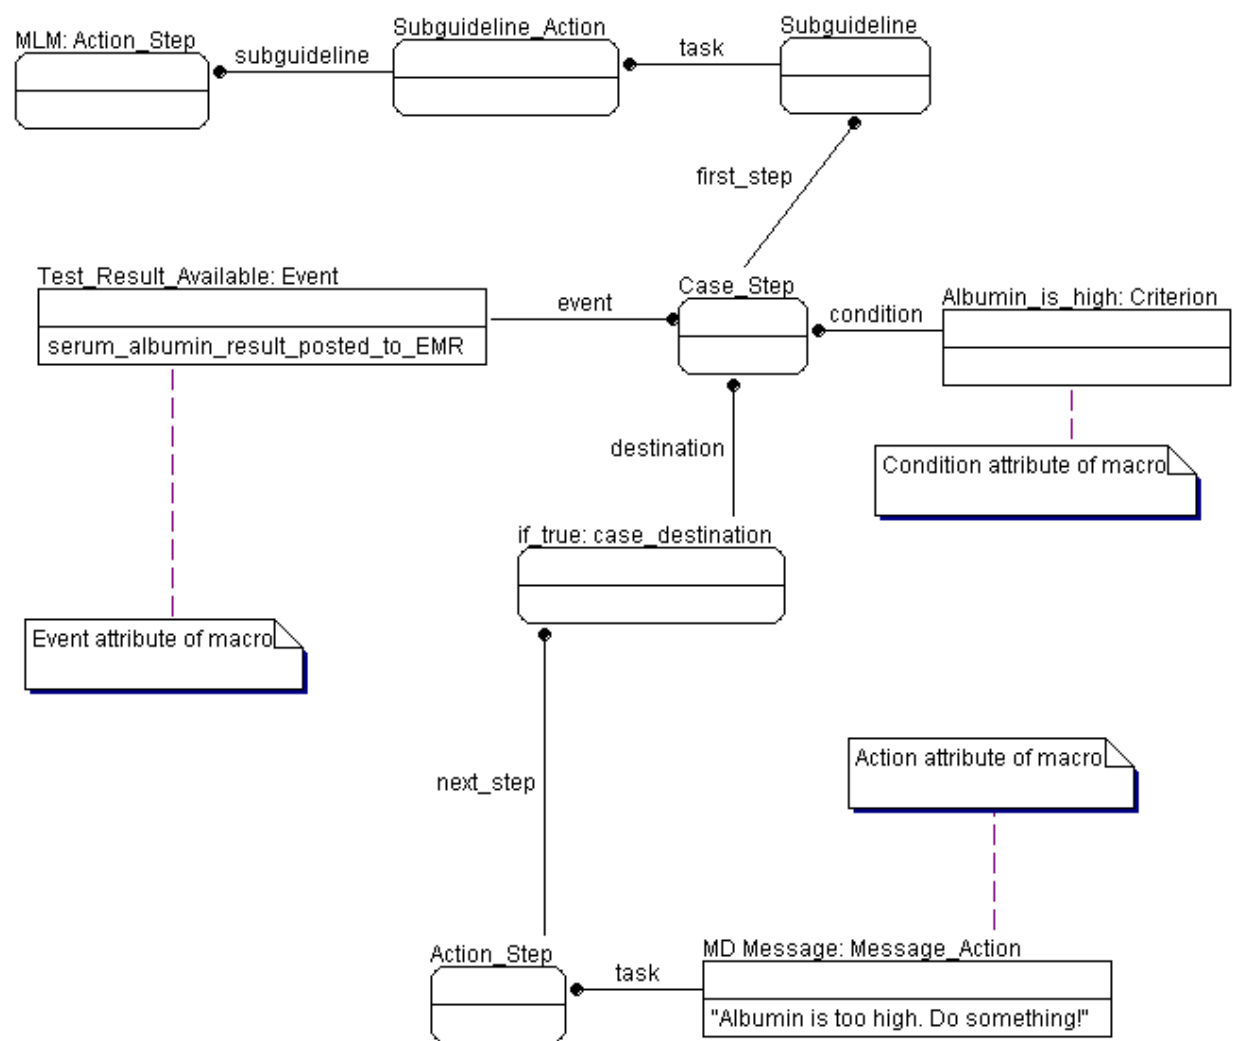 Subguideline_Action
Subguideline
MLM: Action_Step
subguideline
task
first_step
Test_Result_Available: Event
Case_Step
Albumin_is_high: Criterion
event
condition
serum_albumin_result_posted_to_EMR
destination
Condition attribute of macro
if_true: case_destination
Event attribute of macro
Action attribute of macro
next_step
Action_Step
MD Message: Message_Action
task
"Albumin is too high. Do something!"